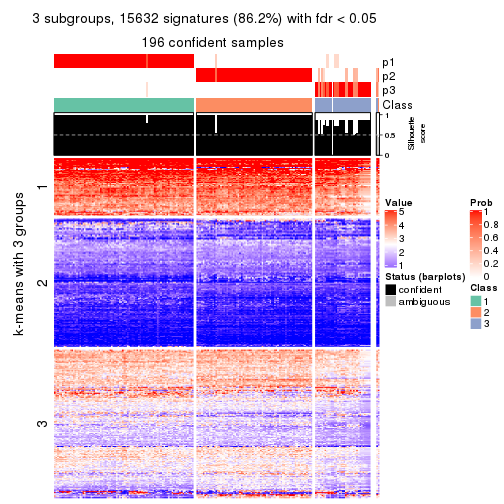 3 subgroups, 15632 signatures (86.2%) with fdr < 0.05
196 confident samples
p1
p2
p3
Class
1
0.5
0
Silhouette
score
k-means with 3 groups
1
2
3
Value
5
4
3
2
1
Status (barplots)
confident
ambiguous
Prob
1
0.8
0.6
0.4
0.2
0
Class
1
2
3